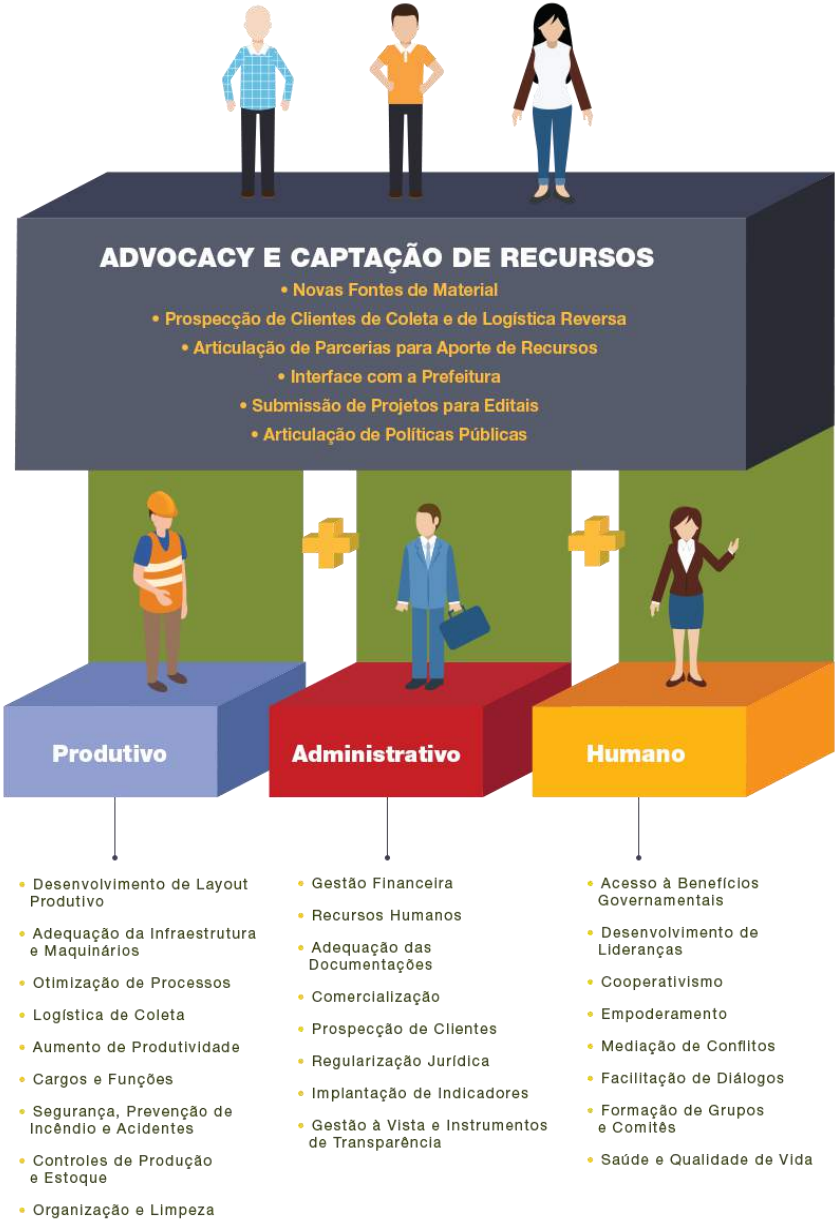 ADVOCACY E CAPTAÇÃO DE RECURSOS
• Novas Fontes de Material
• Prospecção de Clientes de Coleta e de Logística Reversa
• Articulação de Parcerias para Aporte de Recursos
• Interface com a Prefeitura
• Submissão de Projetos para Editais
• Articulação de Políticas Públicas
Produtivo
• Desenvolvimento de Layout
Produtivo
• Adequação da Infraestrutura
e Maquinários
• Otimização de Processos
• Logística de Coleta
• Aumento de Produtividade
• Cargos e Funções
• Segurança, Prevenção de
Incêndio e Acidentes
• Controles de Produção
e Estoque
• Organização e Limpeza
Administrativo
• Gestão Financeira
• Recursos Humanos
• Adequação das
Documentações
• Comercialização
• Prospecção de Clientes
• Regularização Jurídica
• Implantação de Indicadores
• Gestão à Vista e Instrumentos
de Transparência
Humano
• Acesso à Benefícios
Governamentais
• Desenvolvimento de
Lideranças
• Cooperativismo
• Empoderamento
• Mediação de Conflitos
• Facilitação de Diálogos
• Formação de Grupos
e Comitês
• Saúde e Qualidade de Vida